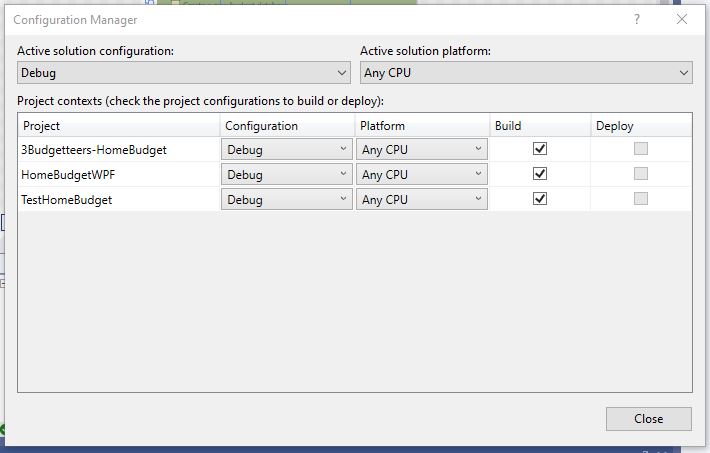 Configuration Manager
?
Active solution configuration: Active solution platform:
Debug Any CPU
Project contexts (check the project configurations to build or deploy):
Project Configuration Platform Build Deploy
3Budgetteers-HomeBudget Debug Any CPU
HomeBudgetWPF Debug Any CPU
TestHomeBudget Debug Any CPU
Close